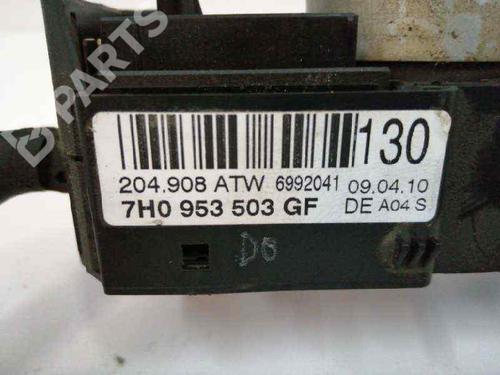 B PARTS
130
204.908 ATW 6992041 09.04.10
7H0 953 503 GF DE A04 S
D6